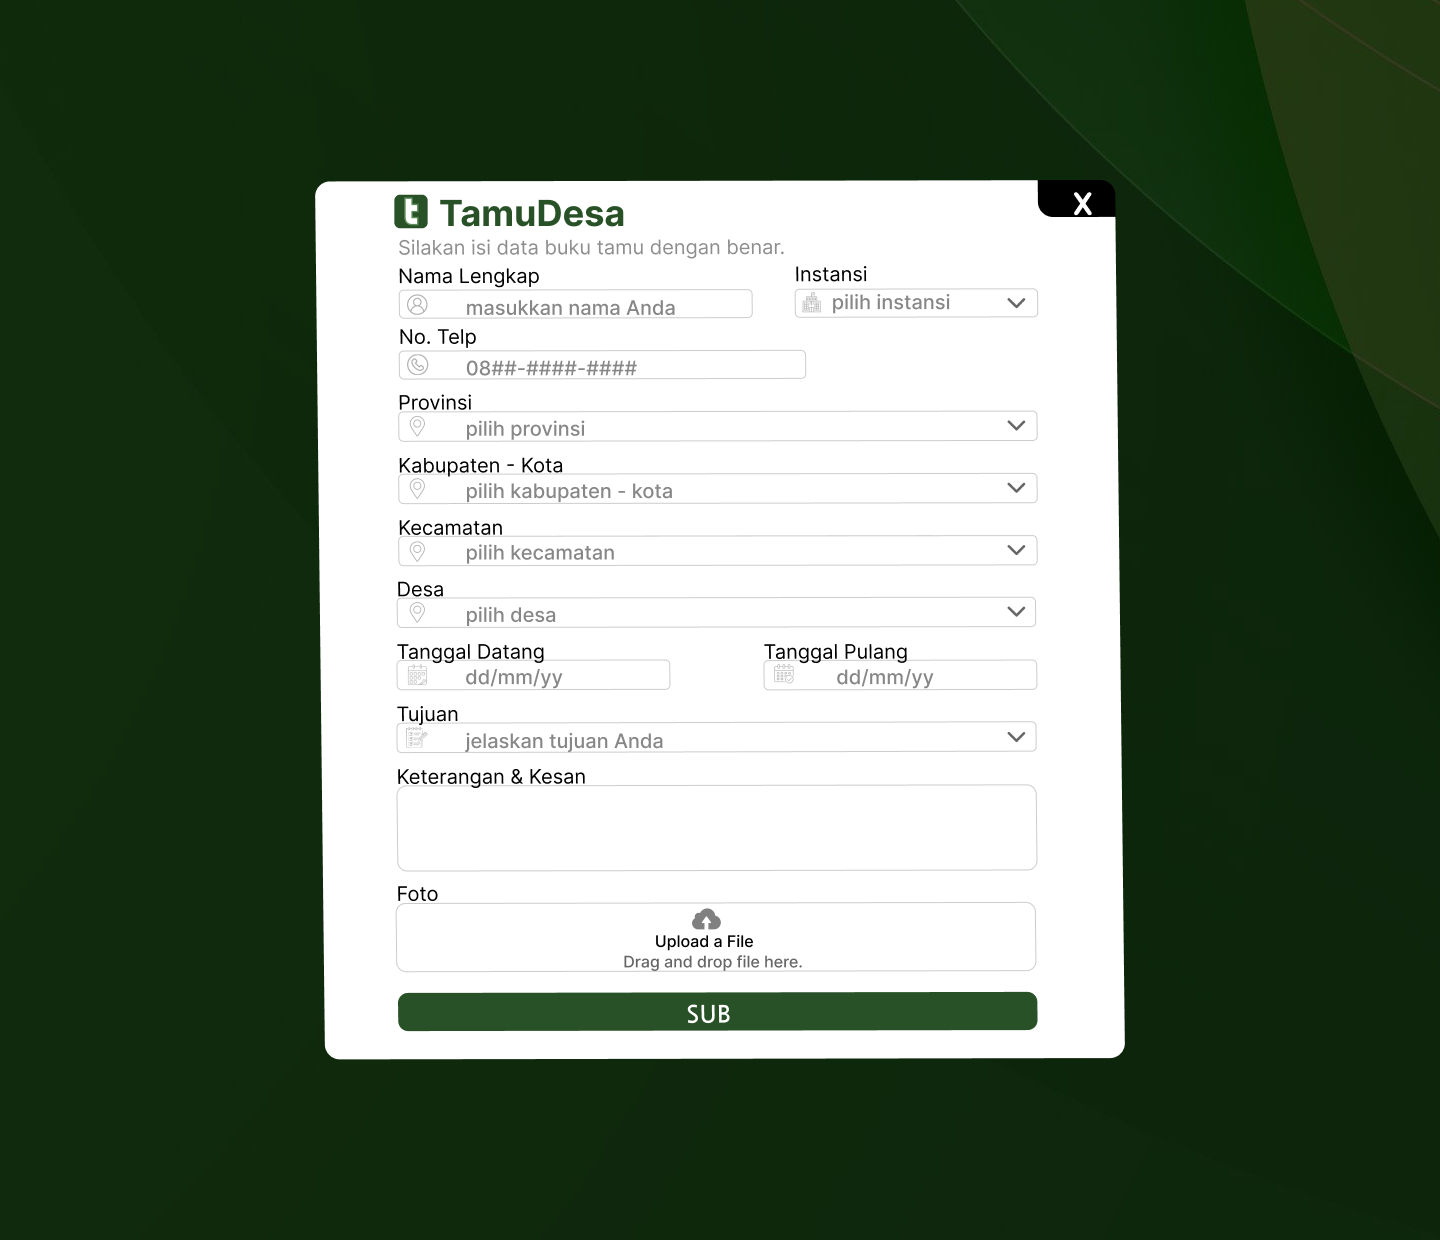 t TamuDesa
X
Silakan isi data buku tamu dengan benar.
Nama Lengkap
Instansi
masukkan nama Anda
pilih instansi
No. Telp
08##-####-####
Provinsi
pilih provinsi
Kabupaten - Kota
pilih kabupaten - kota
Kecamatan
pilih kecamatan
Desa
pilih desa
Tanggal Datang
Tanggal Pulang
dd/mm/yy
dd/mm/yy
Tujuan
jelaskan tujuan Anda
Keterangan & Kesan
Foto
Upload a File
Drag and drop file here.
SUB